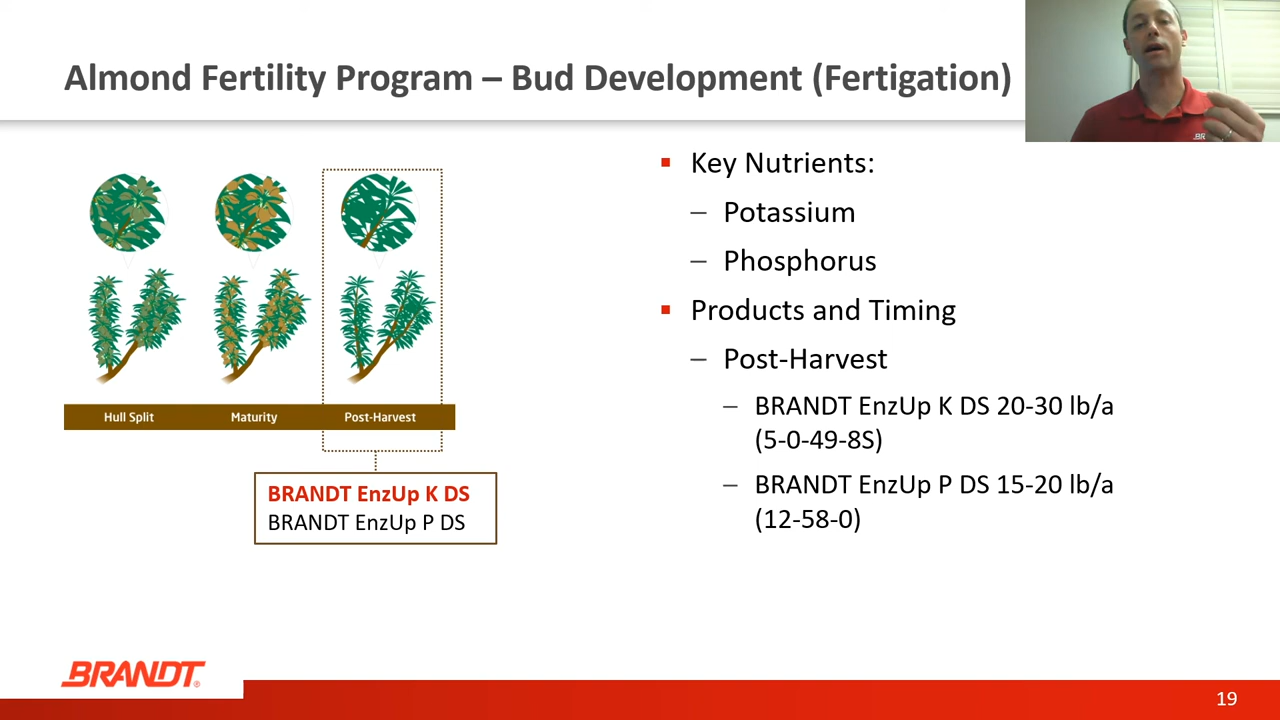 Almond Fertility Program – Bud Development (Fertigation)
Hull Split
Maturity
Post-Harvest
BRANDT EnzUp K DS
BRANDT EnzUp P DS
Key Nutrients:
– Potassium
– Phosphorus
Products and Timing
– Post-Harvest
– BRANDT EnzUp K DS 20-30 lb/a
(5-0-49-8S)
– BRANDT EnzUp P DS 15-20 lb/a
(12-58-0)
BRANDT®
19